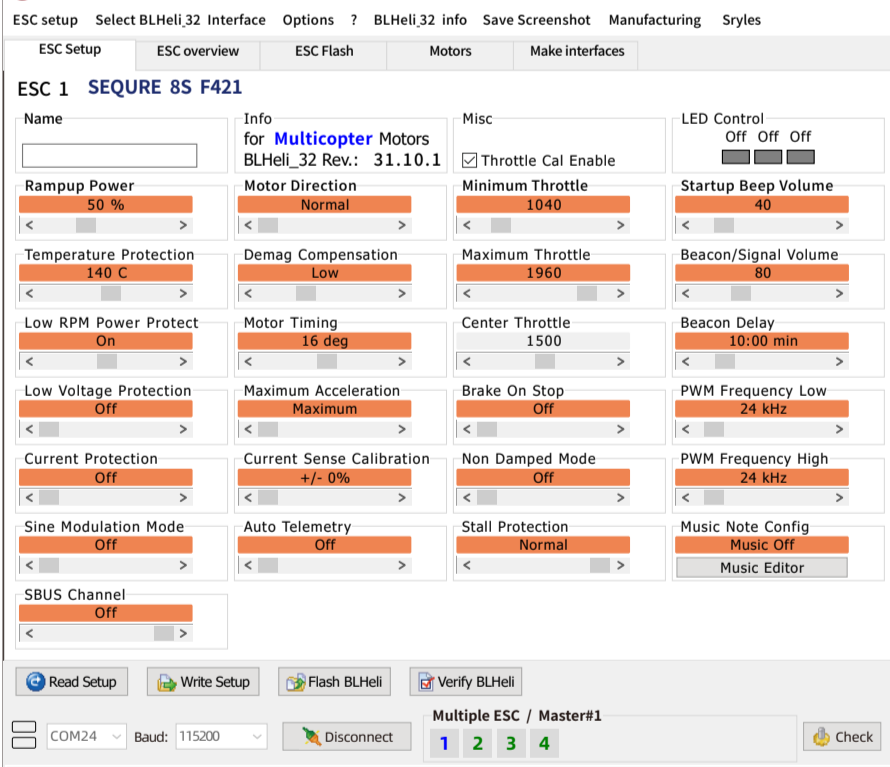 ESC setup Select BLHeli_32 Interface Options ? BLHeli_32 info Save Screenshot Manufacturing Sryles
ESC Setup ESC overview ESC Flash Motors Make interfaces
ESC 1 SEQURE 8S F421
Name
Info
for Multicopter Motors
BLHeli_32 Rev.: 31.10.1
Misc
Throttle Cal Enable
LED Control
Off Off Off
Rampup Power
50 %
Motor Direction
Normal
Minimum Throttle
1040
Startup Beep Volume
40
Temperature Protection
140 C
Demag Compensation
Low
Maximum Throttle
1960
Beacon/Signal Volume
80
Low RPM Power Protect
On
Motor Timing
16 deg
Center Throttle
1500
Beacon Delay
10:00 min
Low Voltage Protection
Off
Maximum Acceleration
Maximum
Brake On Stop
Off
PWM Frequency Low
24 kHz
Current Protection
Off
Current Sense Calibration
+/- 0%
Non Damped Mode
Off
PWM Frequency High
24 kHz
Sine Modulation Mode
Off
Auto Telemetry
Off
Stall Protection
Normal
Music Note Config
Music Off
Music Editor
SBUS Channel
Off
Read Setup Write Setup Flash BLHeli Verify BLHeli
COM24 Baud: 115200 Disconnect
Multiple ESC / Master#1
1 2 3 4
Check